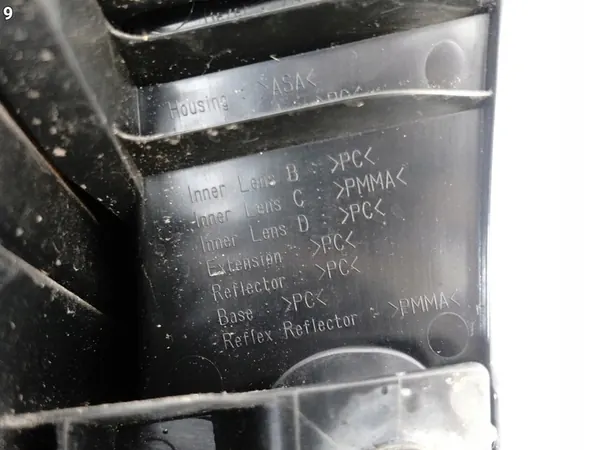 9
Housing : >ASA<
>PC<
Inner Lens B : >PC<
Inner Lens C : >PMMA<
Inner Lens D : >PC<
Extension : >PC<
Reflector : >PC<
Base : >PC<
Reflex Reflector : >PMMA<